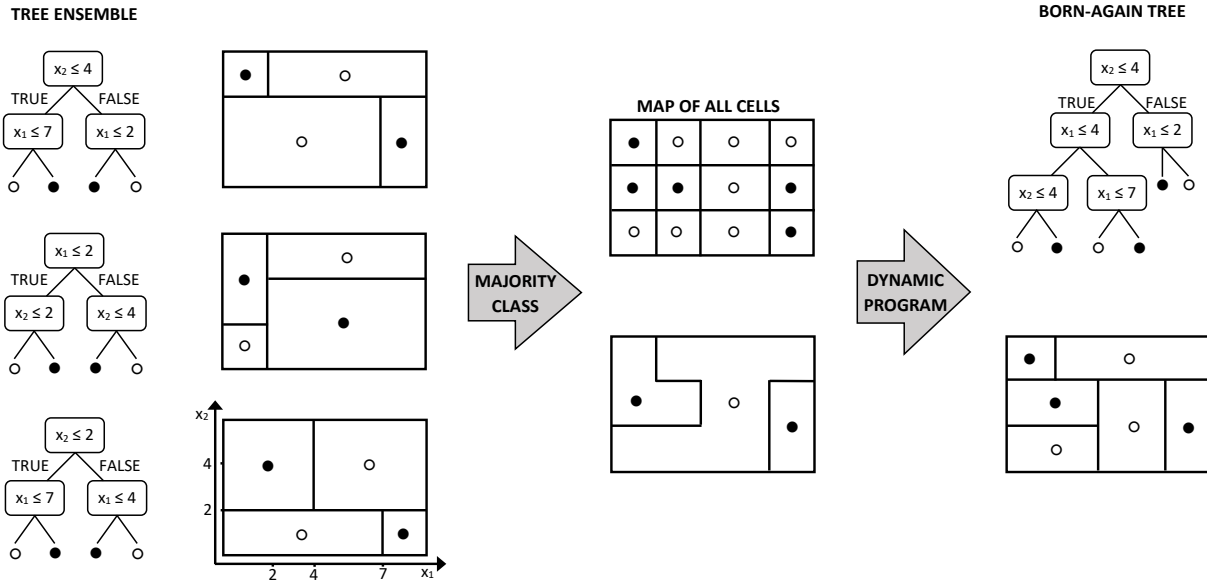 TREE ENSEMBLE
x₂ ≤ 4
TRUE FALSE
x₁ ≤ 7 x₁ ≤ 2
x₁ ≤ 2
TRUE FALSE
x₂ ≤ 2 x₂ ≤ 4
x₂ ≤ 2
TRUE FALSE
x₁ ≤ 7 x₁ ≤ 4
x₂
4
2
2 4 7 x₁
MAJORITY
CLASS
MAP OF ALL CELLS
DYNAMIC
PROGRAM
BORN-AGAIN TREE
x₂ ≤ 4
TRUE FALSE
x₁ ≤ 4 x₁ ≤ 2
x₂ ≤ 4 x₁ ≤ 7